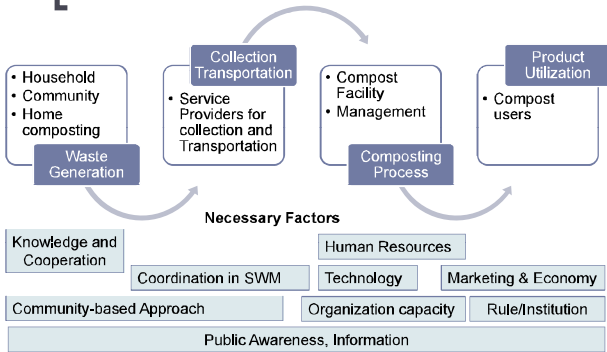 • Household
• Community
• Home
composting
Waste
Generation
Collection
Transportation
• Service
Providers for
collection and
Transportation
• Compost
Facility
• Management
Composting
Process
Product
Utilization
• Compost
users
Necessary Factors
Knowledge and
Cooperation
Human Resources
Coordination in SWM
Technology
Marketing & Economy
Community-based Approach
Organization capacity
Rule/Institution
Public Awareness, Information